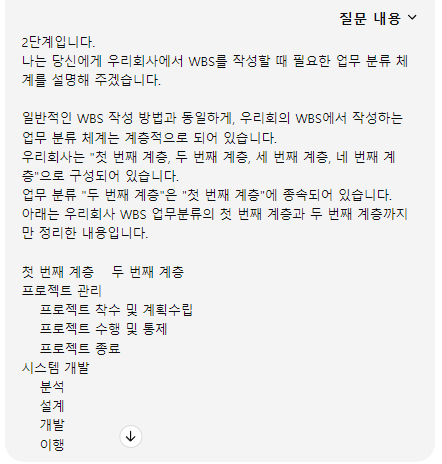 질문 내용
2단계입니다.
나는 당신에게 우리회사에서 WBS를 작성할 때 필요한 업무 분류 체
계를 설명해 주겠습니다.
일반적인 WBS 작성 방법과 동일하게, 우리회의 WBS에서 작성하는
업무 분류 체계는 계층적으로 되어 있습니다.
우리회사는 "첫 번째 계층, 두 번째 계층, 세 번째 계층, 네 번째 계
층"으로 구성되어 있습니다.
업무 분류 "두 번째 계층"은 "첫 번째 계층"에 종속되어 있습니다.
아래는 우리회사 WBS 업무분류의 첫 번째 계층과 두 번째 계층까지
만 정리한 내용입니다.
첫 번째 계층 두 번째 계층
프로젝트 관리
프로젝트 착수 및 계획수립
프로젝트 수행 및 통제
프로젝트 종료
시스템 개발
분석
설계
개발
이행